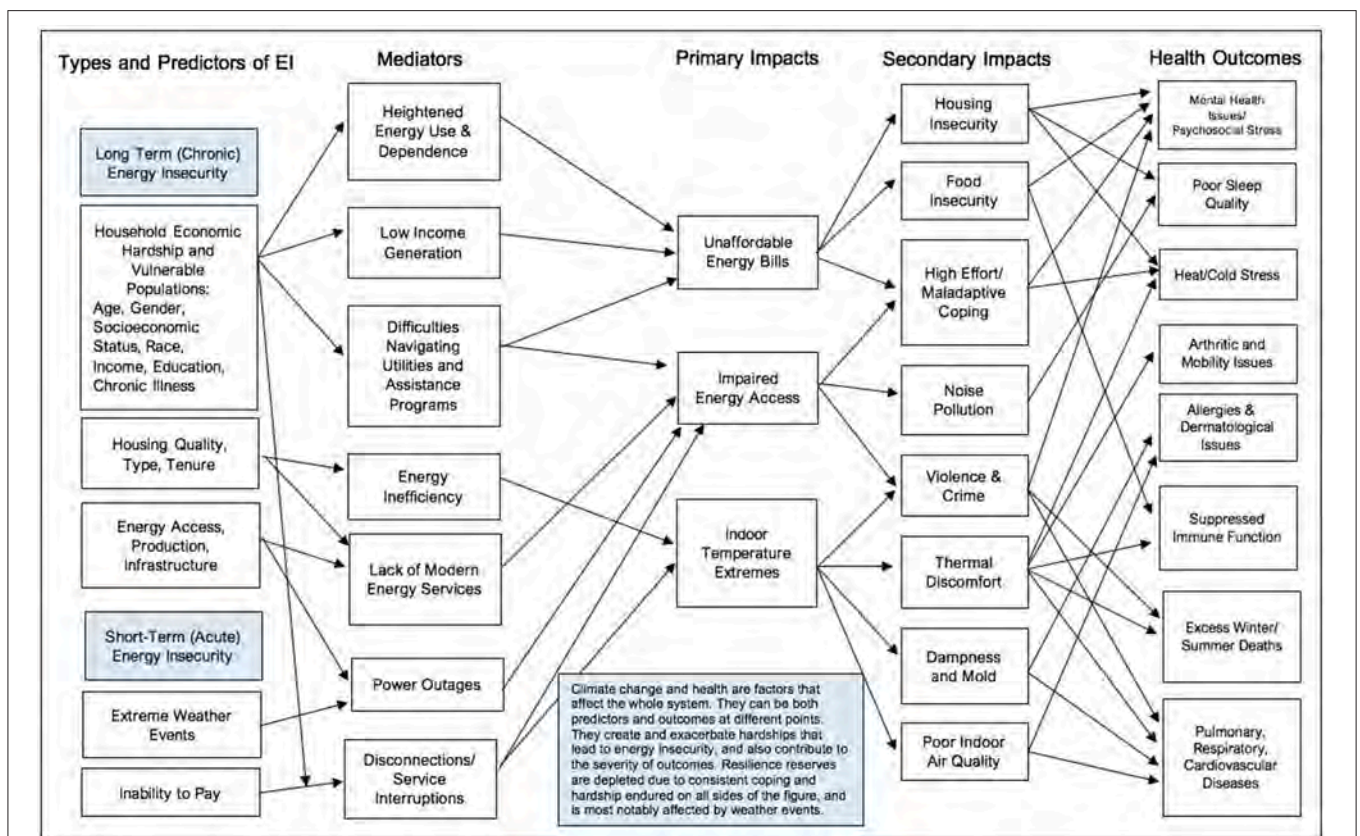 Types and Predictors of EI
Mediators
Primary Impacts
Secondary Impacts
Health Outcomes
Long Term (Chronic)
Energy Insecurity
Household Economic
Hardship and
Vulnerable
Populations:
Age, Gender,
Socioeconomic
Status, Race,
Income, Education,
Chronic Illness
Housing Quality,
Type, Tenure
Energy Access,
Production,
Infrastructure
Short-Term (Acute)
Energy Insecurity
Extreme Weather
Events
Inability to Pay
Heightened
Energy Use &
Dependence
Low Income
Generation
Difficulties
Navigating
Utilities and
Assistance
Programs
Energy
Inefficiency
Lack of Modern
Energy Services
Power Outages
Disconnections/
Service
Interruptions
Unaffordable
Energy Bills
Impaired
Energy Access
Indoor
Temperature
Extremes
Climate change and health are factors that
affect the whole system. They can be both
predictors and outcomes at different points.
They create and exacerbate hardships that
lead to energy insecurity, and also contribute to
the severity of outcomes. Resilience reserves
are depleted due to consistent coping and
hardship endured on all sides of the figure, and
is most notably affected by weather events.
Housing
Insecurity
Food
Insecurity
High Effort/
Maladaptive
Coping
Noise
Pollution
Violence &
Crime
Thermal
Discomfort
Dampness
and Mold
Poor Indoor
Air Quality
Mental Health
Issues/
Psychosocial Stress
Poor Sleep
Quality
Heat/Cold Stress
Arthritic and
Mobility Issues
Allergies &
Dermatological
Issues
Suppressed
Immune Function
Excess Winter/
Summer Deaths
Pulmonary,
Respiratory,
Cardiovascular
Diseases